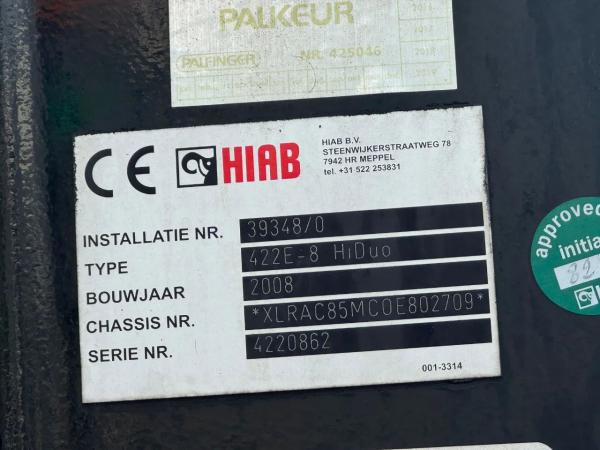 PALKEUR
PALFINGER
NR. 425046
CE HIAB
HIAB B.V.
STEENWIJKERSTRAATWEG 78
7942 HR MEPPEL
tel. +31 522 253831
INSTALLATIE NR. 39348/0
TYPE 422E-8 HiDuo
BOUWJAAR 2008
CHASSIS NR. *XLRAC85MC0E802709*
SERIE NR. 4220862
001-3314
approved
initia
82